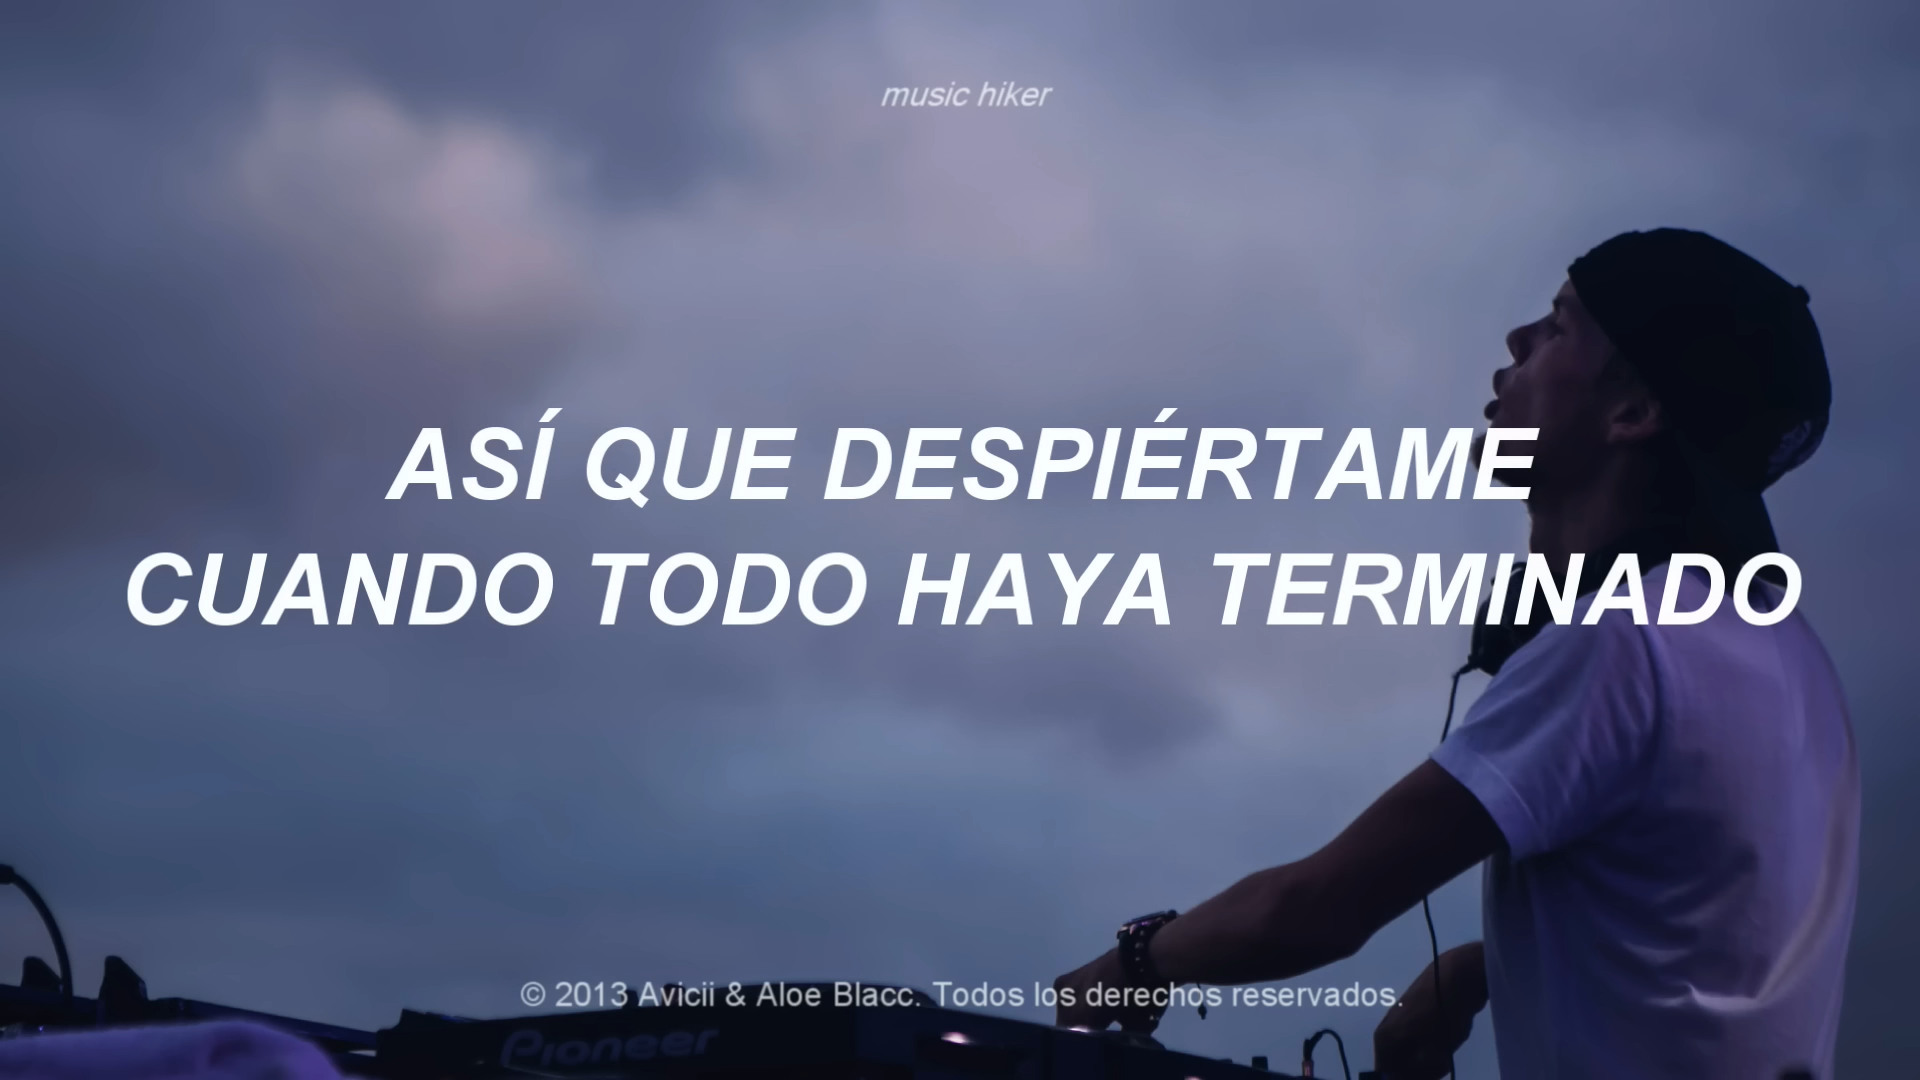 music hiker
ASÍ QUE DESPIÉRTAME
CUANDO TODO HAYA TERMINADO
© 2013 Avicii & Aloe Blacc. Todos los derechos reservados.
Pioneer